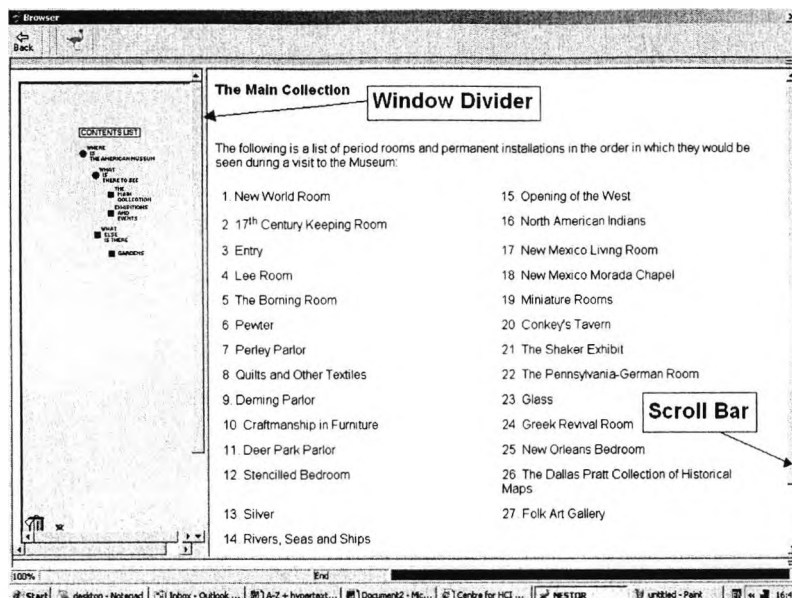 Browser
Back
The Main Collection
Window Divider
CONTENTS LIST
WHERE
IS
THE AMERICAN MUSEUM
WHAT
IS
THERE TO SEE
THE
MAIN
COLLECTION
EXHIBITIONS
AND
EVENTS
WHAT
ELSE
IS THERE
GARDENS
The following is a list of period rooms and permanent installations in the order in which they would be
seen during a visit to the Museum:
1. New World Room
2 17th Century Keeping Room
3 Entry
4 Lee Room
5 The Borning Room
6 Pewter
7 Perley Parlor
8 Quilts and Other Textiles
9. Deming Parlor
10 Craftmanship in Furniture
11. Deer Park Parlor
12 Stencilled Bedroom
13 Silver
14. Rivers, Seas and Ships
15 Opening of the West
16 North American Indians
17 New Mexico Living Room
18 New Mexico Morada Chapel
19 Miniature Rooms
20 Conkey's Tavern
21 The Shaker Exhibit
22 The Pennsylvania-German Room
23 Glass
24 Greek Revival Room
25 New Orleans Bedroom
26 The Dallas Pratt Collection of Historical
Maps
27 Folk Art Gallery
Scroll Bar
100%
End
Start desktop - Notepad Inbox - Outlook ... A-Z + hypertext... Document2 - Mic... Centre for HCI ... NESTOR untitled - Paint